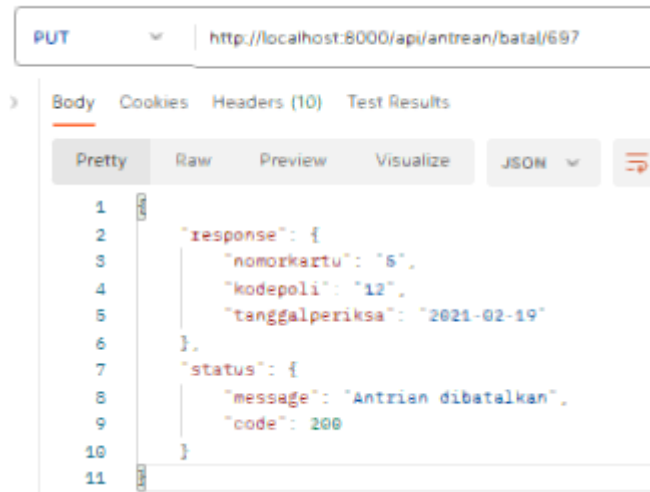 PUT http://localhost:8000/api/antrean/batal/697
Body Cookies Headers (10) Test Results
Pretty Raw Preview Visualize JSON
1 {
2 "response": {
3 "nomorkartu": "6",
4 "kodepoli": "12",
5 "tanggalperiksa": "2021-02-19"
6 },
7 "status": {
8 "message": "Antrian dibatalkan",
9 "code": 200
10 }
11 }